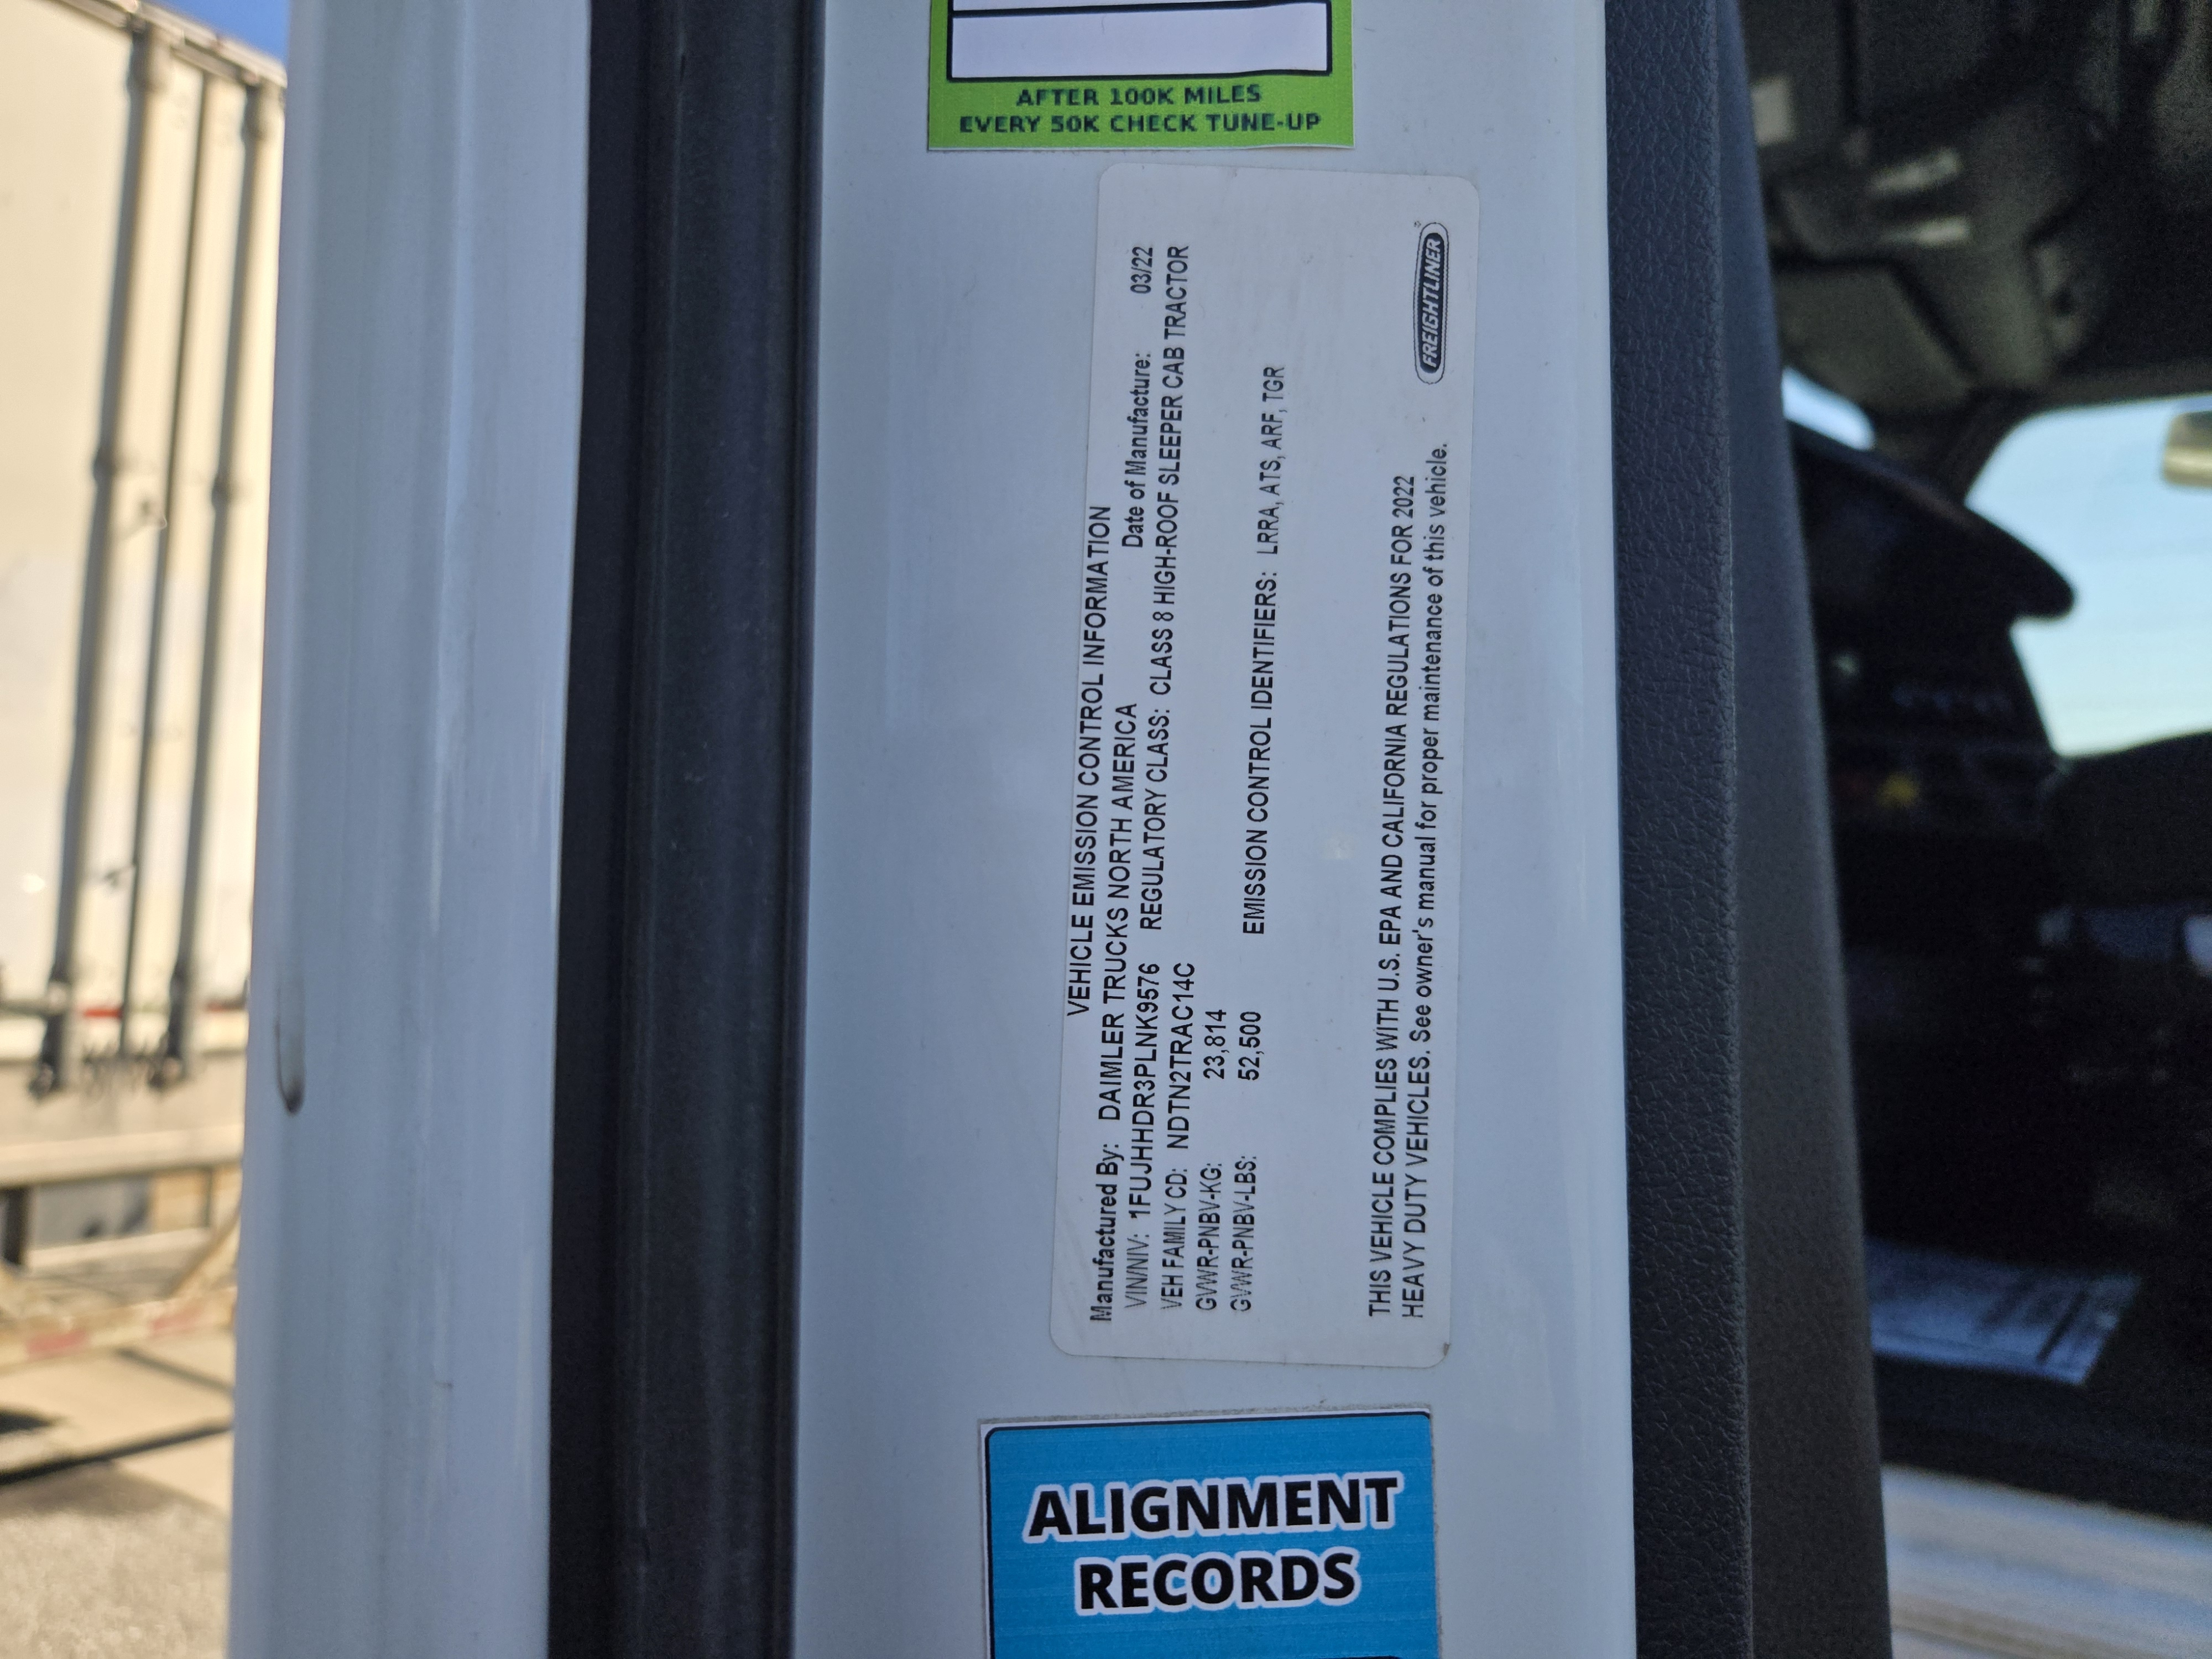 AFTER 100K MILES
EVERY 50K CHECK TUNE-UP
VEHICLE EMISSION CONTROL INFORMATION
Manufactured By: DAIMLER TRUCKS NORTH AMERICA Date of Manufacture: 03/22
VIN/NIV: 1FUJHHDR3PLNK9576 REGULATORY CLASS: CLASS 8 HIGH-ROOF SLEEPER CAB TRACTOR
VEH FAMILY CD: NDTN2TRAC14C
GVWR-PNBV-KG: 23,814
GVWR-PNBV-LBS: 52,500 EMISSION CONTROL IDENTIFIERS: LRRA, ATS, ARF, TGR
THIS VEHICLE COMPLIES WITH U.S. EPA AND CALIFORNIA REGULATIONS FOR 2022
HEAVY DUTY VEHICLES. See owner's manual for proper maintenance of this vehicle.
FREIGHTLINER
ALIGNMENT
RECORDS